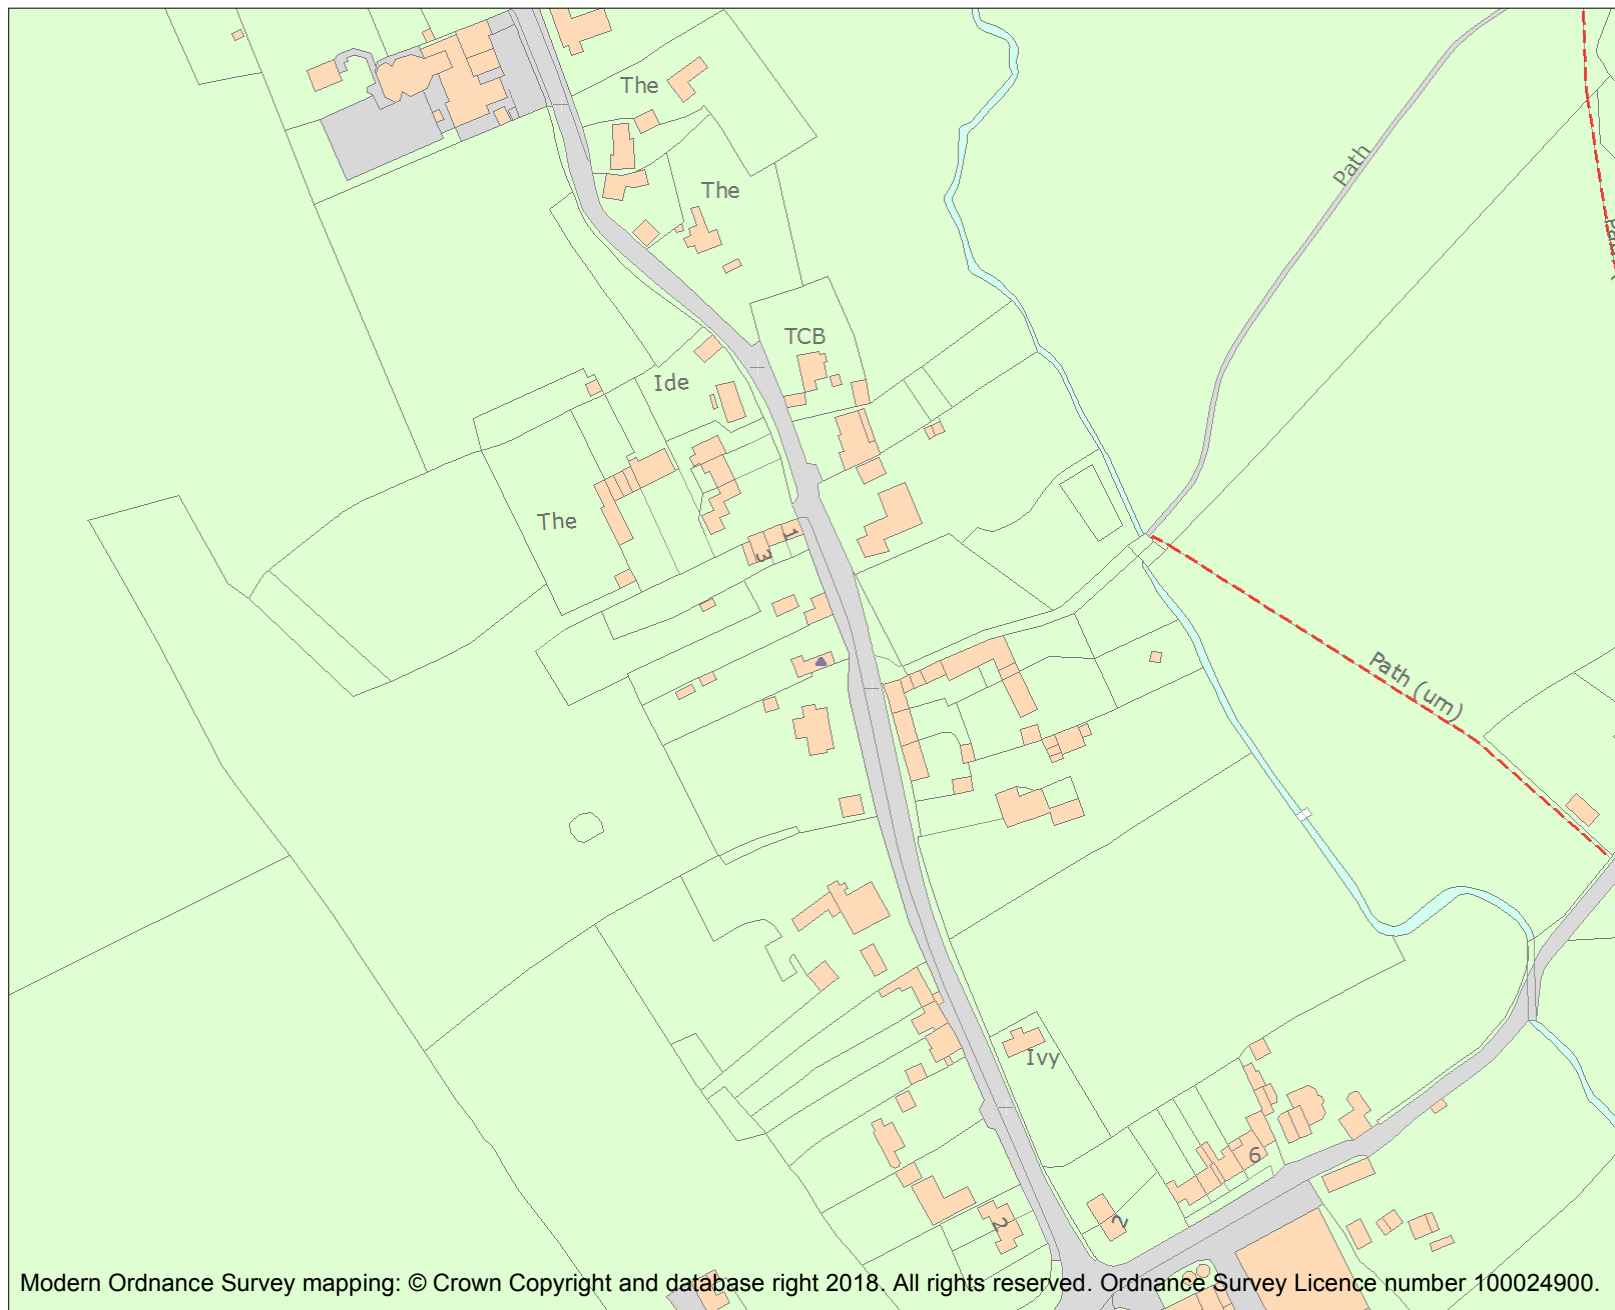 The
Path
The
TCB
Ide
The
1
3
Path (um)
Ivy
6
2
2
Modern Ordnance Survey mapping: © Crown Copyright and database right 2018. All rights reserved. Ordnance Survey Licence number 100024900.